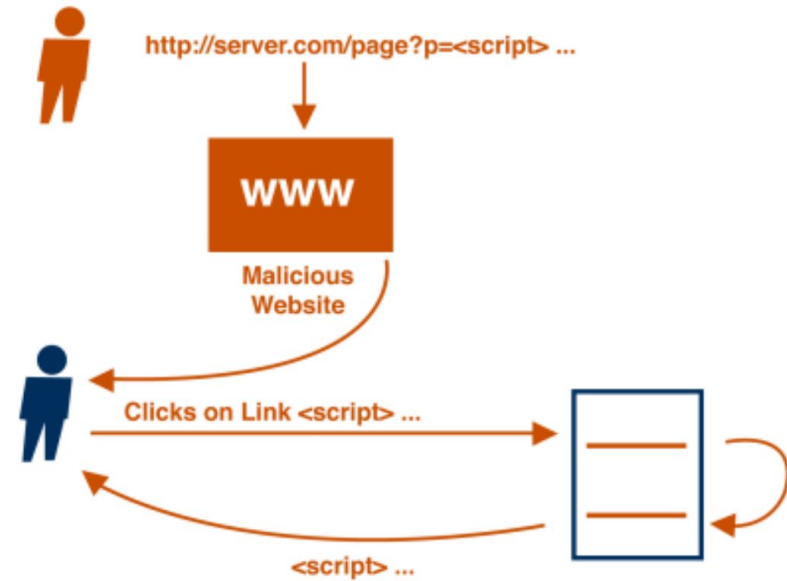 http://server.com/page?p=<script> ...
www
Malicious
Website
Clicks on Link <script> ...
<script> ...